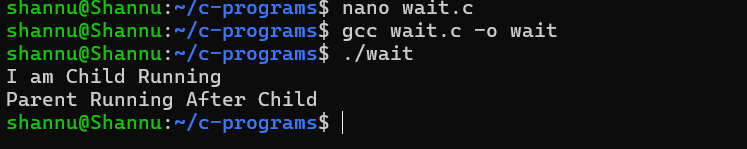 shannu@Shannu:~/c-programs$ nano wait.c
shannu@Shannu:~/c-programs$ gcc wait.c -o wait
shannu@Shannu:~/c-programs$ ./wait
I am Child Running
Parent Running After Child
shannu@Shannu:~/c-programs$